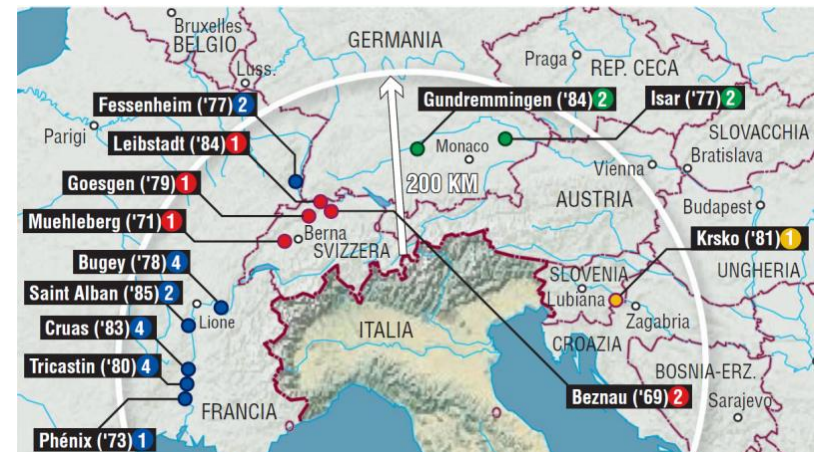 Bruxelles
BELGIO
GERMANIA
Praga
REP. CECA
Luss.
Fessenheim ('77) 2
Gundremmingen ('84) 2
Isar ('77) 2
Parigi
Leibstadt ('84) 1
Monaco
SLOVACCHIA
Bratislava
Vienna
Goesgen ('79) 1
200 KM
AUSTRIA
Budapest
Muehleberg ('71) 1
Berna
SVIZZERA
Krsko ('81) 1
Bugey ('78) 4
SLOVENIA
UNGHERIA
Saint Alban ('85) 2
Lione
Lubiana
Zagabria
Cruas ('83) 4
ITALIA
CROAZIA
Tricastin ('80) 4
BOSNIA-ERZ.
Beznau ('69) 2
Sarajevo
FRANCIA
Phénix ('73) 1